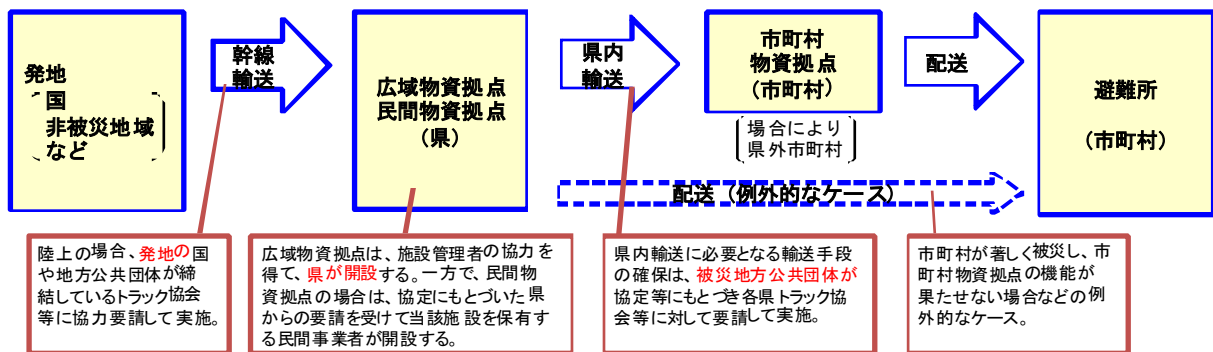 発地
国
非被災地域
など
幹線
輸送
広域物資拠点
民間物資拠点
（県）
県内
輸送
市町村
物資拠点
（市町村）
場合により
県外市町村
配送
避難所
（市町村）
配送（例外的なケース）
陸上の場合、発地の国
や地方公共団体が締
結しているトラック協会
等に協力要請して実施。
広域物資拠点は、施設管理者の協力を
得て、県が開設する。一方で、民間物
資拠点の場合は、協定にもとづいた県
からの要請を受けて当該施設を保有す
る民間事業者が開設する。
県内輸送に必要となる輸送手段
の確保は、被災地方公共団体が
協定等にもとづき各県トラック協
会等に対して要請して実施。
市町村が著しく被災し、市
町村物資拠点の機能が
果たせない場合などの例
外的なケース。